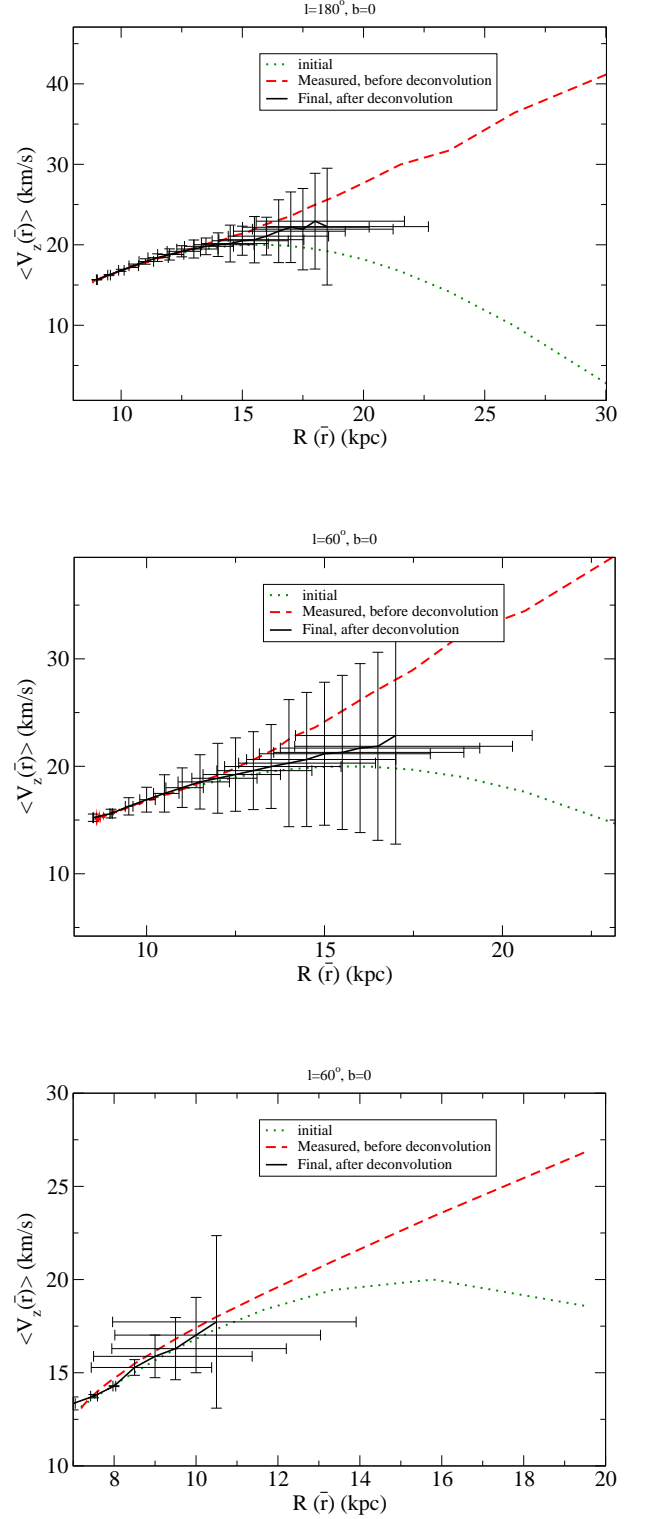 l=180°, b=0
initial
Measured, before deconvolution
Final, after deconvolution
40
30
20
10
<V_z(r̄)> (km/s)
10 15 20 25 30
R (r̄) (kpc)
l=60°, b=0
initial
Measured, before deconvolution
Final, after deconvolution
30
20
10
<V_z(r̄)> (km/s)
10 15 20
R (r̄) (kpc)
l=60°, b=0
initial
Measured, before deconvolution
Final, after deconvolution
30
25
20
15
10
<V_z(r̄)> (km/s)
8 10 12 14 16 18 20
R (r̄) (kpc)